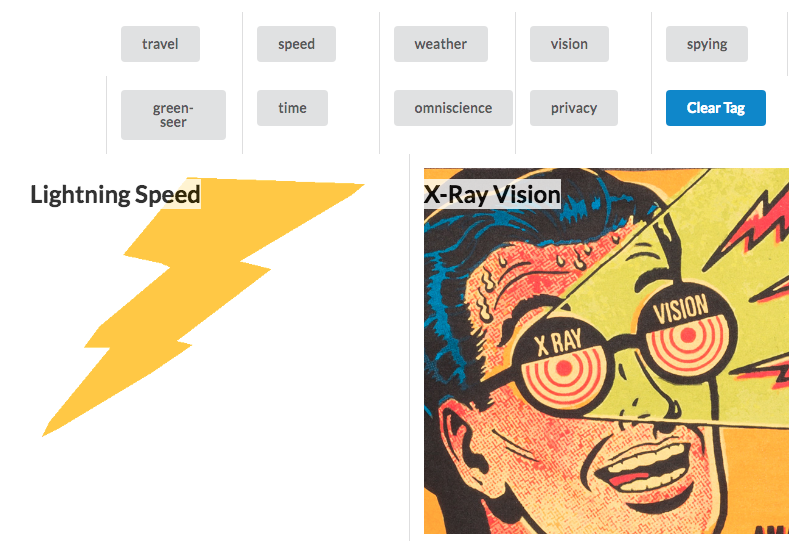 travel
speed
weather
vision
spying
green-
seer
time
omniscience
privacy
Clear Tag
Lightning Speed
X-Ray Vision
X RAY
VISION